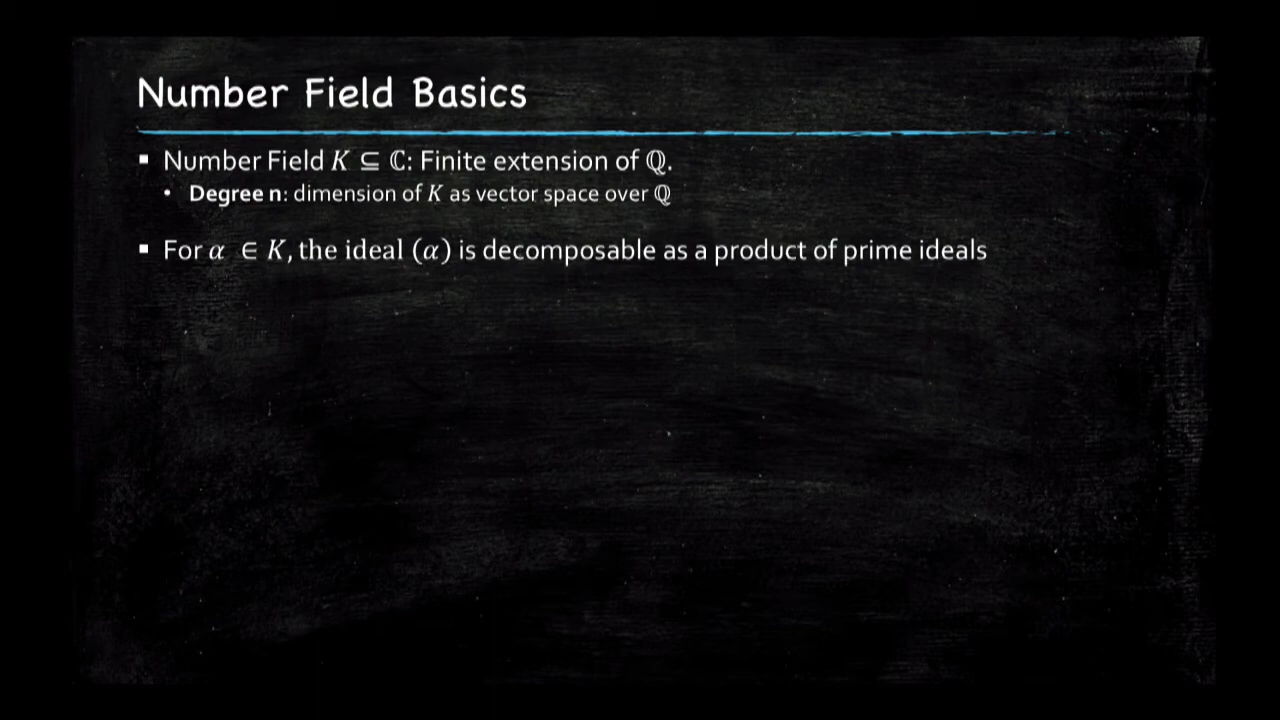 Number Field Basics
▪ Number Field K ⊆ ℂ: Finite extension of ℚ.
• Degree n: dimension of K as vector space over ℚ
▪ For α ∈ K, the ideal (α) is decomposable as a product of prime ideals